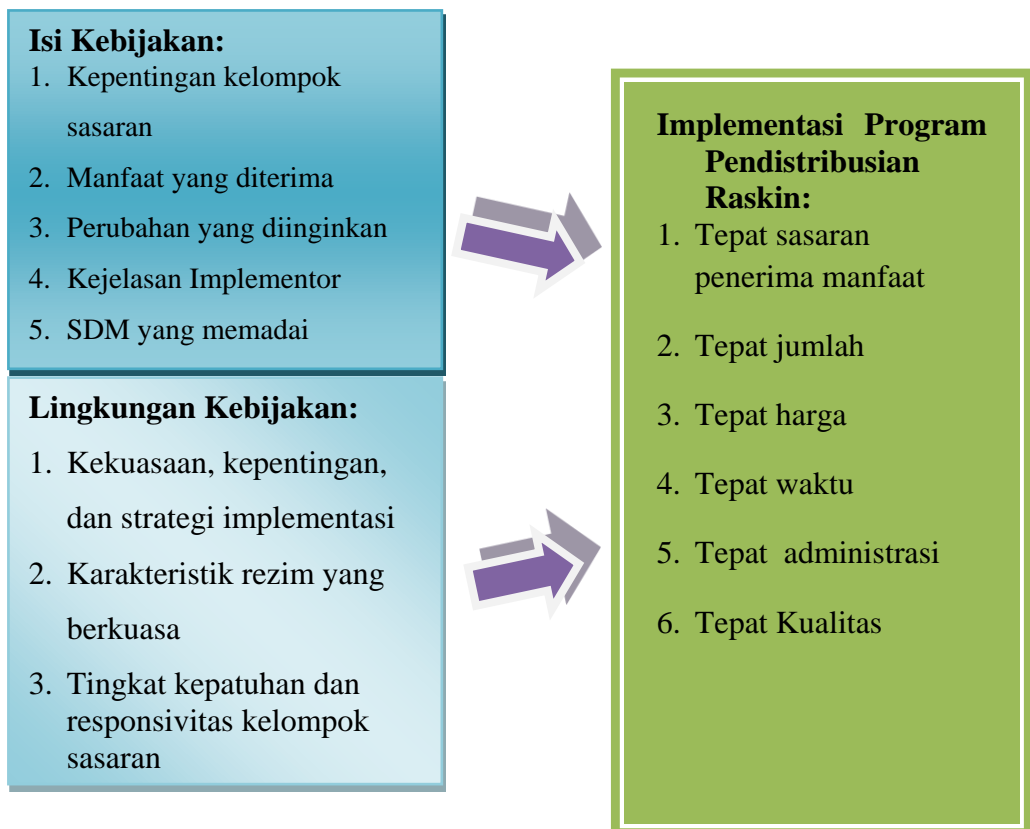 Isi Kebijakan:
1. Kepentingan kelompok
sasaran
2. Manfaat yang diterima
3. Perubahan yang diinginkan
4. Kejelasan Implementor
5. SDM yang memadai
Lingkungan Kebijakan:
1. Kekuasaan, kepentingan,
dan strategi implementasi
2. Karakteristik rezim yang
berkuasa
3. Tingkat kepatuhan dan
responsivitas kelompok
sasaran
Implementasi Program
Pendistribusian
Raskin:
1. Tepat sasaran
penerima manfaat
2. Tepat jumlah
3. Tepat harga
4. Tepat waktu
5. Tepat administrasi
6. Tepat Kualitas